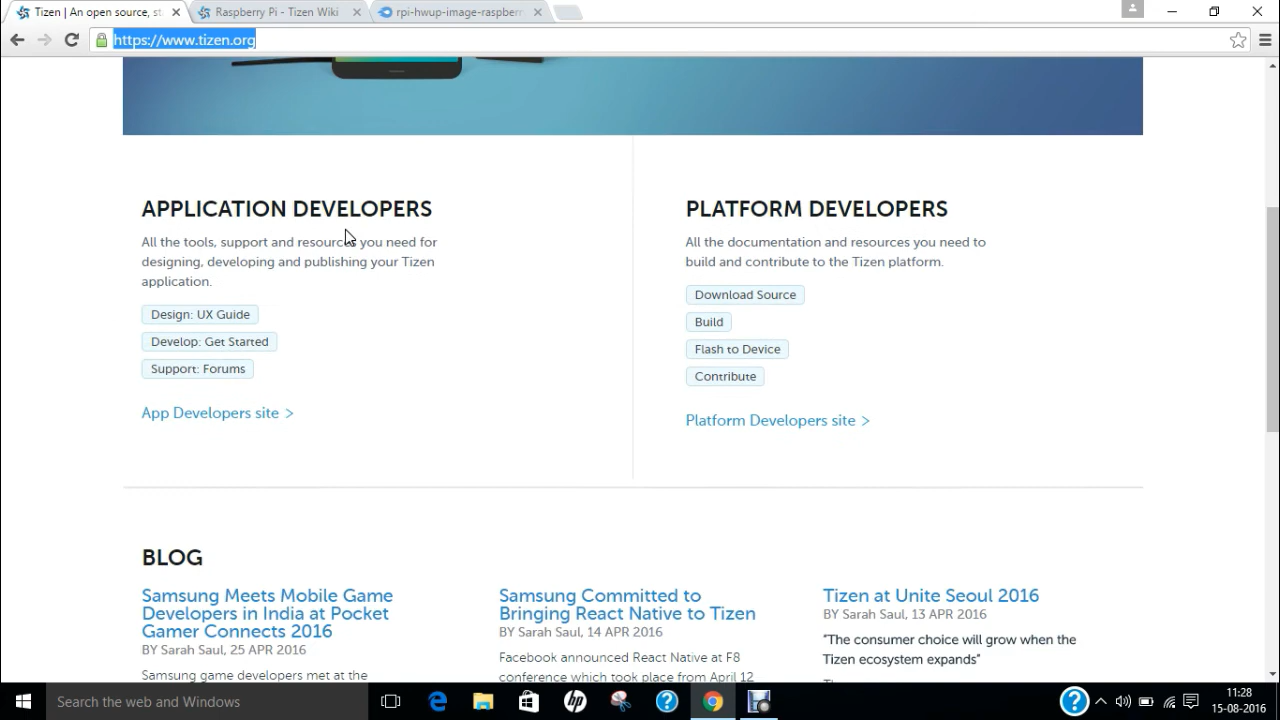 Tizen | An open source, st
Raspberry Pi - Tizen Wiki
rpi-hwup-image-raspberr
https://www.tizen.org
APPLICATION DEVELOPERS
All the tools, support and resources you need for
designing, developing and publishing your Tizen
application.
Design: UX Guide
Develop: Get Started
Support: Forums
App Developers site >
PLATFORM DEVELOPERS
All the documentation and resources you need to
build and contribute to the Tizen platform.
Download Source
Build
Flash to Device
Contribute
Platform Developers site >
BLOG
Samsung Meets Mobile Game
Developers in India at Pocket
Gamer Connects 2016
BY Sarah Saul, 25 APR 2016
Samsung game developers met at the
Samsung Committed to
Bringing React Native to Tizen
BY Sarah Saul, 14 APR 2016
Facebook announced React Native at F8
conference which took place from April 12
Tizen at Unite Seoul 2016
BY Sarah Saul, 13 APR 2016
"The consumer choice will grow when the
Tizen ecosystem expands"
Search the web and Windows
hp
11:28
15-08-2016